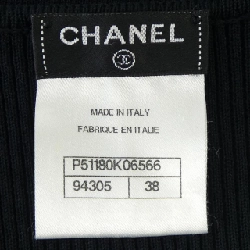 CHANEL
MADE IN ITALY
FABRIQUE EN ITALIE
P51180K06566
94305 38